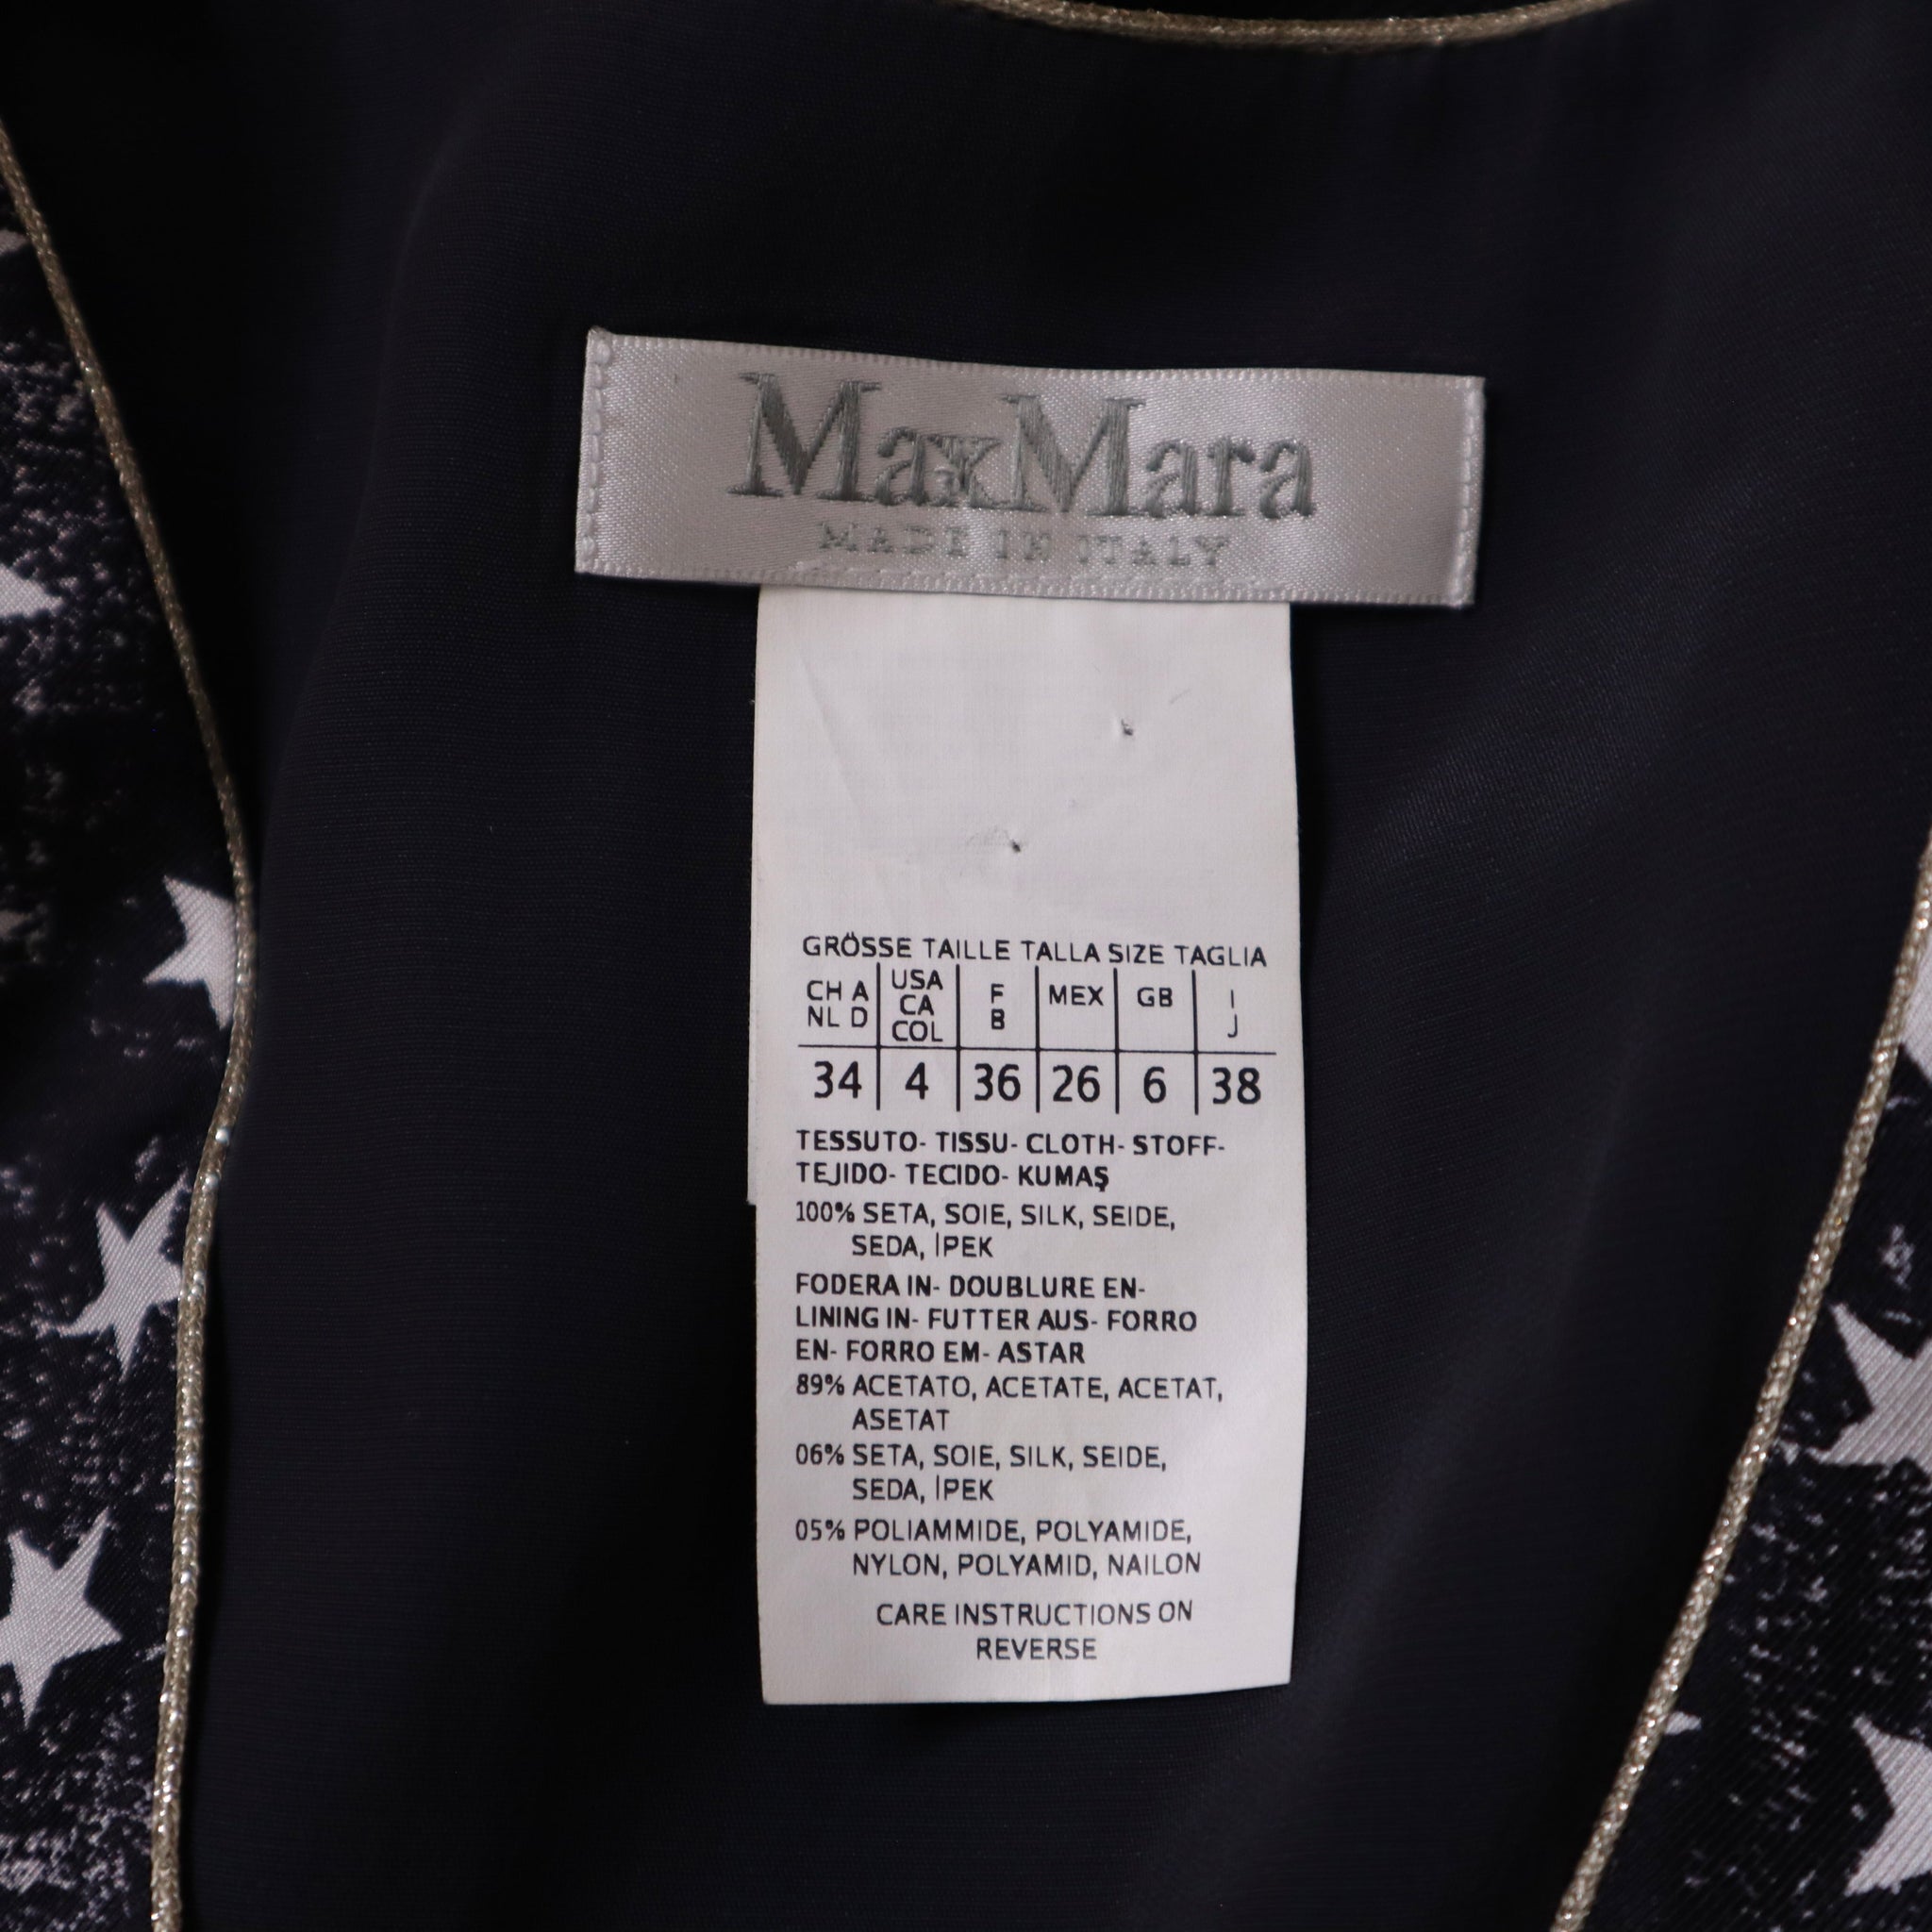 MaxMara
MADE IN ITALY
GRÖSSE TAILLE TALLA SIZE TAGLIA
CH A NL D USA CA COL F B MEX GB I J
34 4 36 26 6 38
TESSUTO- TISSU- CLOTH- STOFF-
TEJIDO- TECIDO- KUMAŞ
100% SETA, SOIE, SILK, SEIDE,
SEDA, İPEK
FODERA IN- DOUBLURE EN-
LINING IN- FUTTER AUS- FORRO
EN- FORRO EM- ASTAR
89% ACETATO, ACETATE, ACETAT,
ASETAT
06% SETA, SOIE, SILK, SEIDE,
SEDA, İPEK
05% POLIAMMIDE, POLYAMIDE,
NYLON, POLYAMID, NAILON
CARE INSTRUCTIONS ON
REVERSE